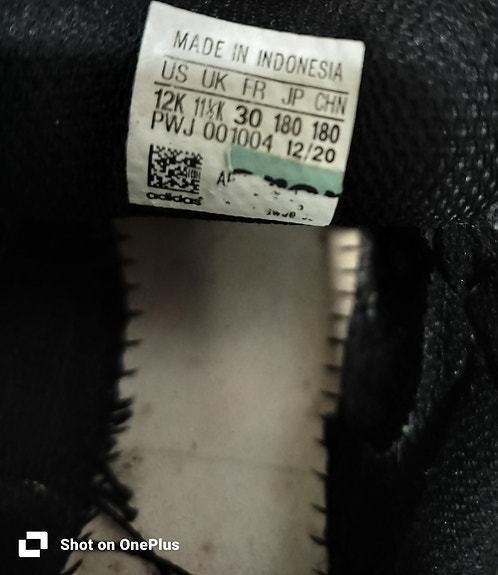 MADE IN INDONESIA
US UK FR JP CHN
12K 11½K 30 180 180
PWJ 001004 12/20
adidas
Shot on OnePlus